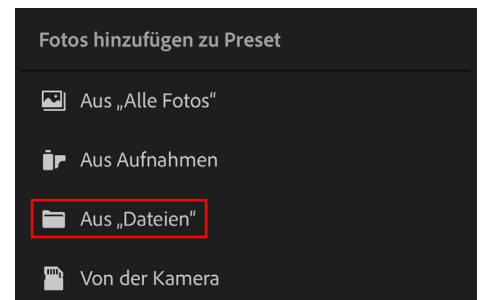 Fotos hinzufügen zu Preset
Aus „Alle Fotos“
Aus Aufnahmen
Aus „Dateien“
Von der Kamera